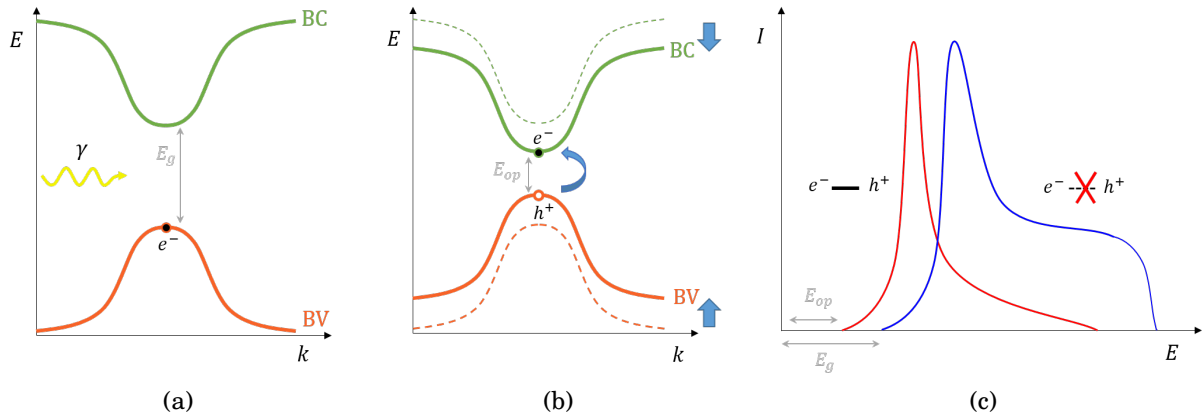 E
BC
γ
E_g
e⁻
BV
k
(a)
E
BC
e⁻
E_op
h⁺
BV
k
(b)
I
e⁻ h⁺
e⁻ h⁺
E_op
E_g
E
(c)